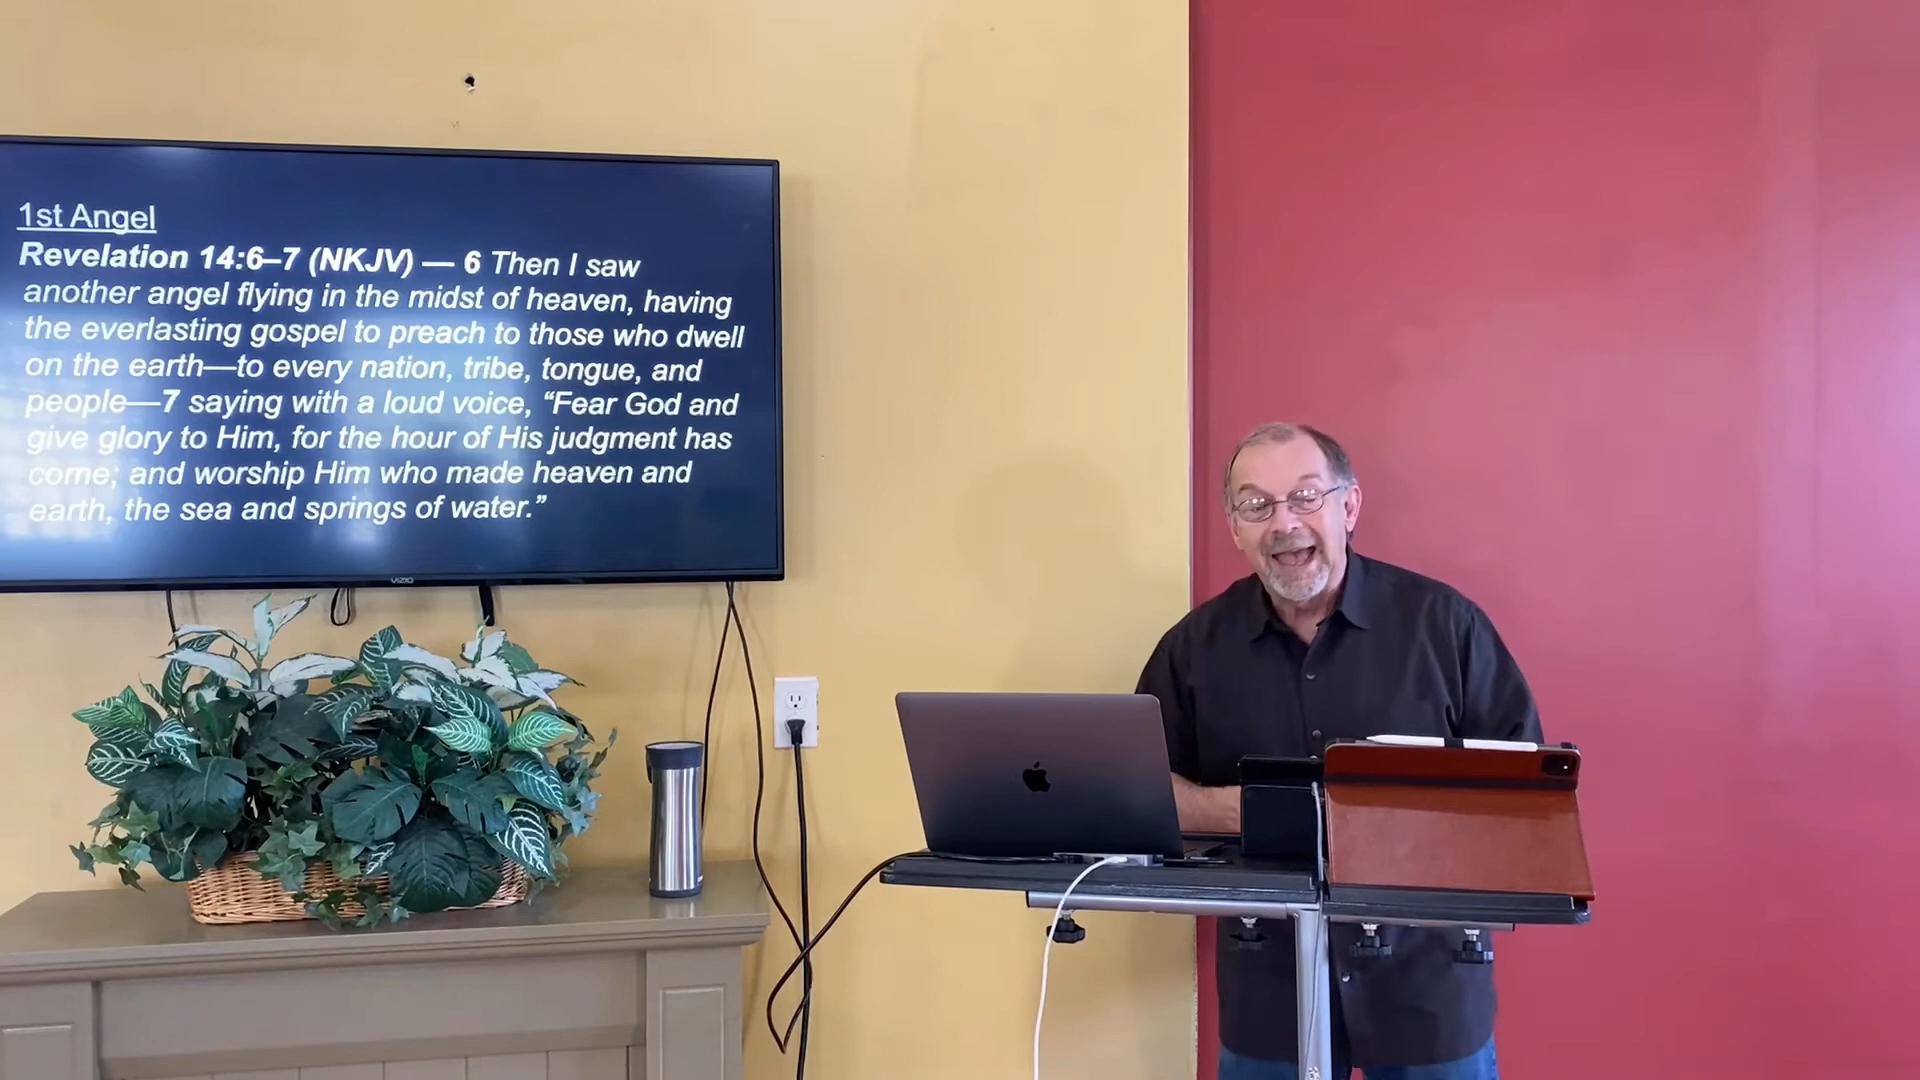 1st Angel
Revelation 14:6–7 (NKJV) — 6 Then I saw
another angel flying in the midst of heaven, having
the everlasting gospel to preach to those who dwell
on the earth—to every nation, tribe, tongue, and
people—7 saying with a loud voice, “Fear God and
give glory to Him, for the hour of His judgment has
come; and worship Him who made heaven and
earth, the sea and springs of water.”
VIZIO